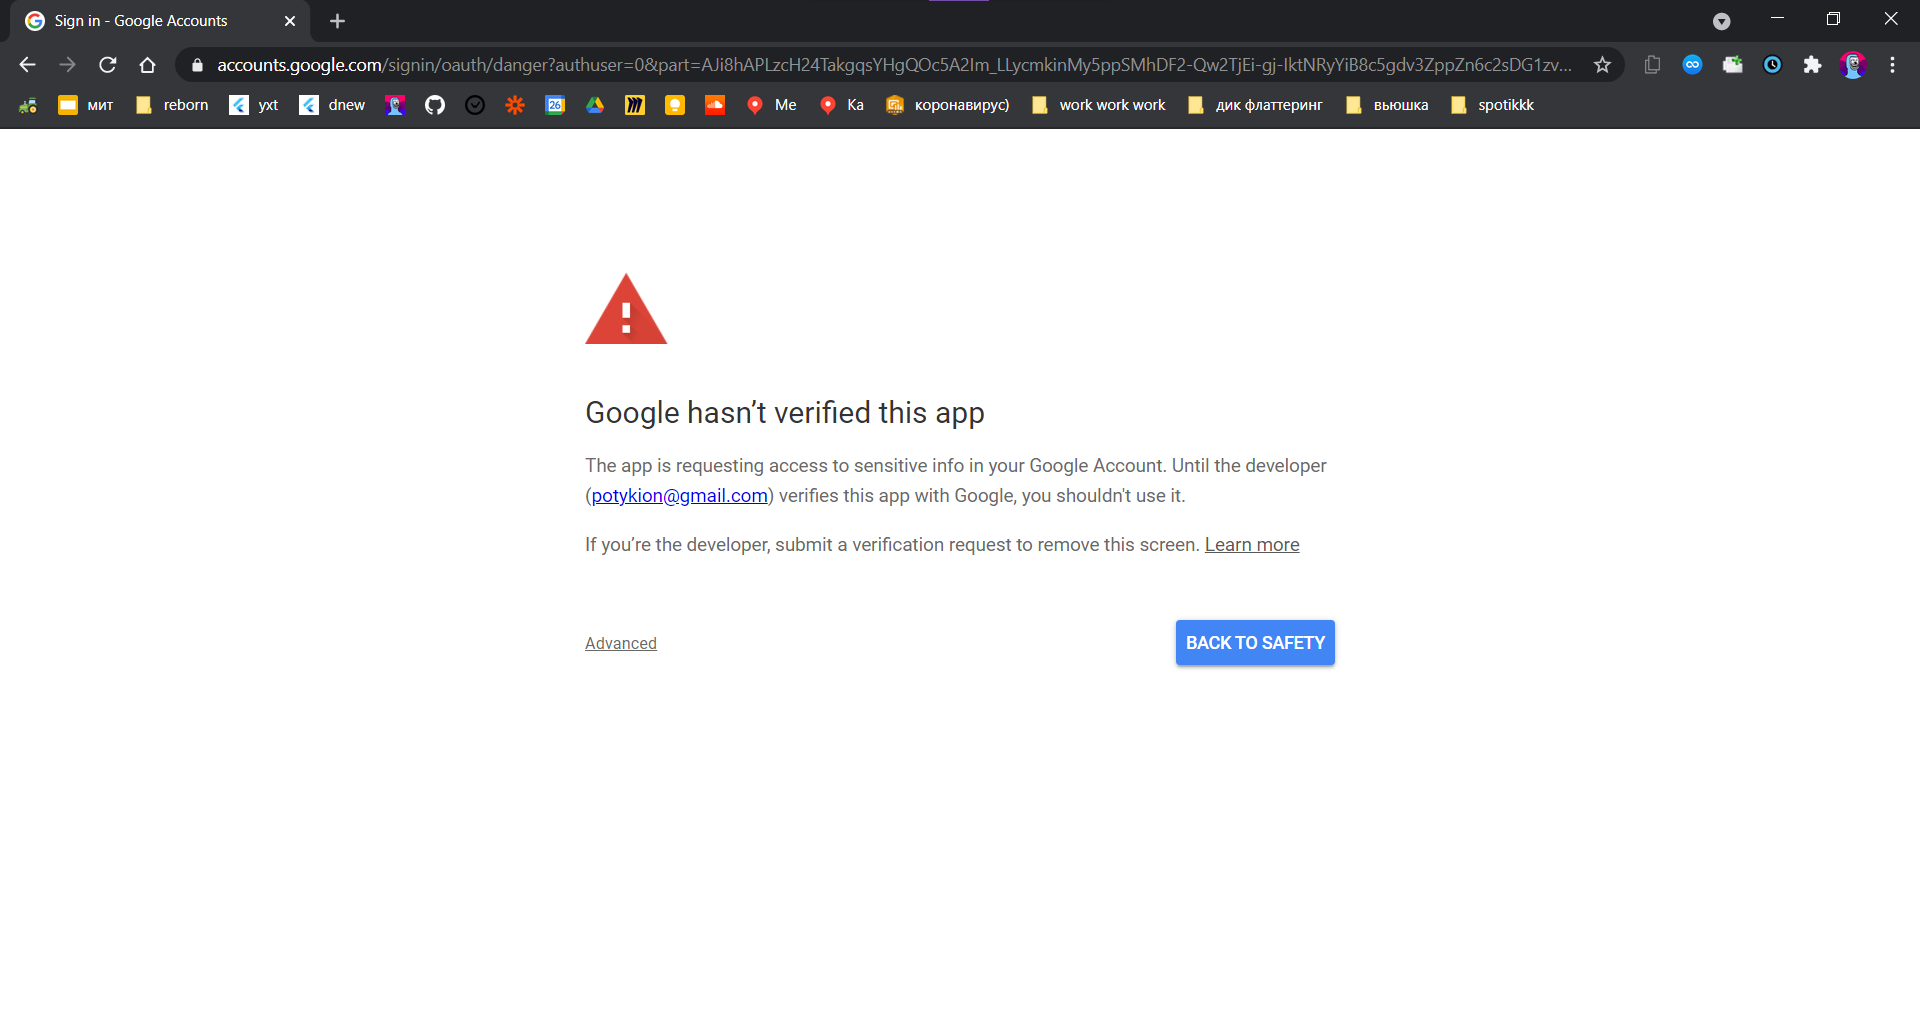 Sign in - Google Accounts
accounts.google.com/signin/oauth/danger?authuser=0&part=AJi8hAPLzcH24TakgqsYHgQOc5A2Im_LLycmkinMy5ppSMhDF2-Qw2TjEi-gj-IktNRyYiB8c5gdv3ZppZn6c2sDG1zv...
мит reborn yxt dnew 26 Me Ka коронавирус) work work work дик флаттеринг вьюшка spotikkk
Google hasn’t verified this app
The app is requesting access to sensitive info in your Google Account. Until the developer
(potykion@gmail.com) verifies this app with Google, you shouldn't use it.
If you’re the developer, submit a verification request to remove this screen. Learn more
Advanced
BACK TO SAFETY